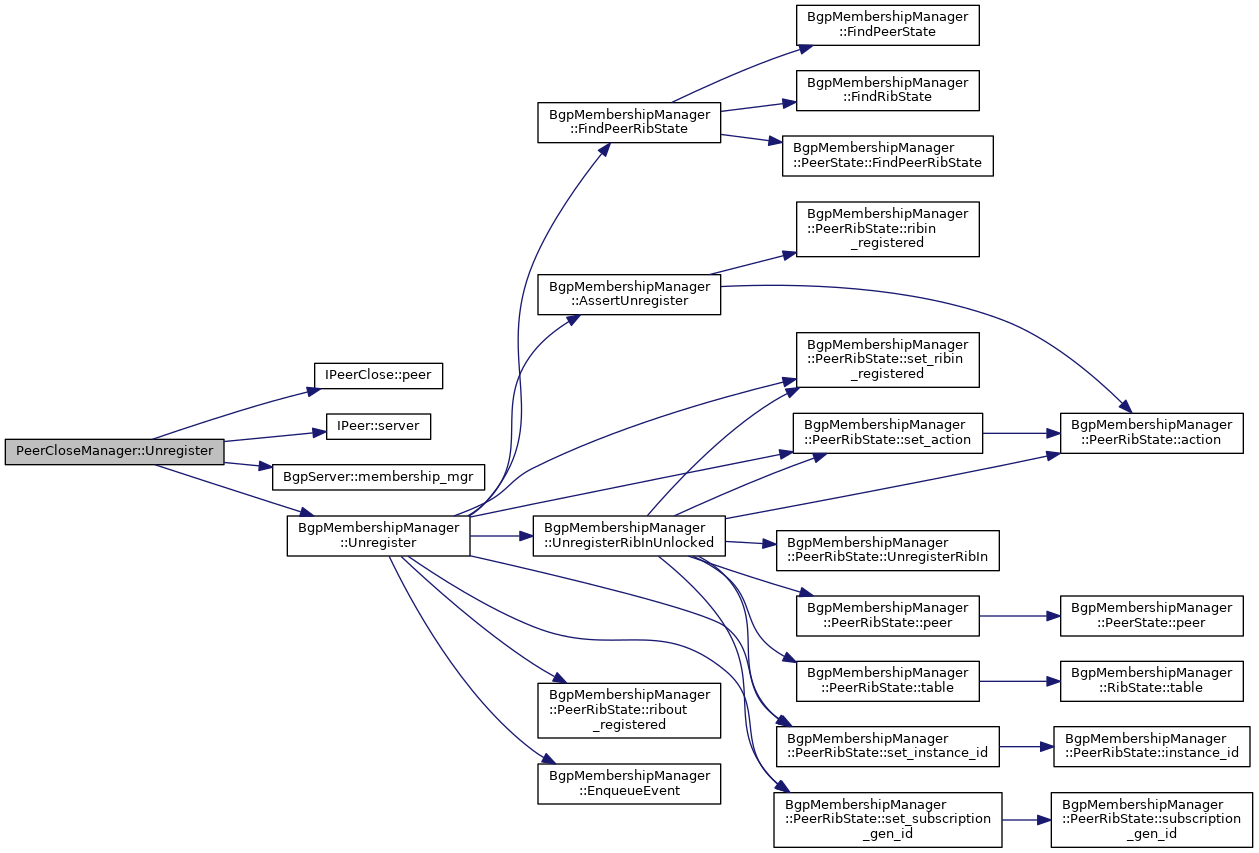 PeerCloseManager::Unregister
IPeerClose::peer
IPeer::server
BgpServer::membership_mgr
BgpMembershipManager
::Unregister
BgpMembershipManager
::FindPeerRibState
BgpMembershipManager
::AssertUnregister
BgpMembershipManager
::UnregisterRibInUnlocked
BgpMembershipManager
::PeerRibState::ribout
_registered
BgpMembershipManager
::EnqueueEvent
BgpMembershipManager
::FindPeerState
BgpMembershipManager
::FindRibState
BgpMembershipManager
::PeerState::FindPeerRibState
BgpMembershipManager
::PeerRibState::ribin
_registered
BgpMembershipManager
::PeerRibState::set_ribin
_registered
BgpMembershipManager
::PeerRibState::set_action
BgpMembershipManager
::PeerRibState::UnregisterRibIn
BgpMembershipManager
::PeerRibState::peer
BgpMembershipManager
::PeerRibState::table
BgpMembershipManager
::PeerRibState::set_instance_id
BgpMembershipManager
::PeerRibState::set_subscription
_gen_id
BgpMembershipManager
::PeerRibState::action
BgpMembershipManager
::PeerState::peer
BgpMembershipManager
::RibState::table
BgpMembershipManager
::PeerRibState::instance_id
BgpMembershipManager
::PeerRibState::subscription
_gen_id